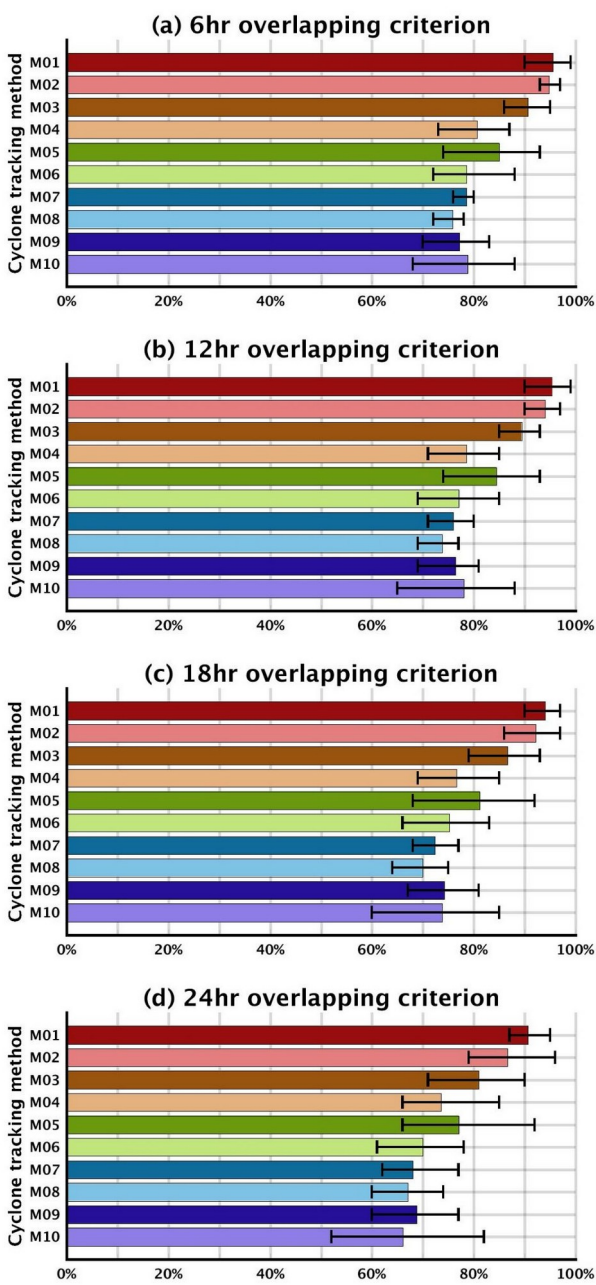 (a) 6hr overlapping criterion
Cyclone tracking method
M01
M02
M03
M04
M05
M06
M07
M08
M09
M10
0% 20% 40% 60% 80% 100%
(b) 12hr overlapping criterion
Cyclone tracking method
M01
M02
M03
M04
M05
M06
M07
M08
M09
M10
0% 20% 40% 60% 80% 100%
(c) 18hr overlapping criterion
Cyclone tracking method
M01
M02
M03
M04
M05
M06
M07
M08
M09
M10
0% 20% 40% 60% 80% 100%
(d) 24hr overlapping criterion
Cyclone tracking method
M01
M02
M03
M04
M05
M06
M07
M08
M09
M10
0% 20% 40% 60% 80% 100%